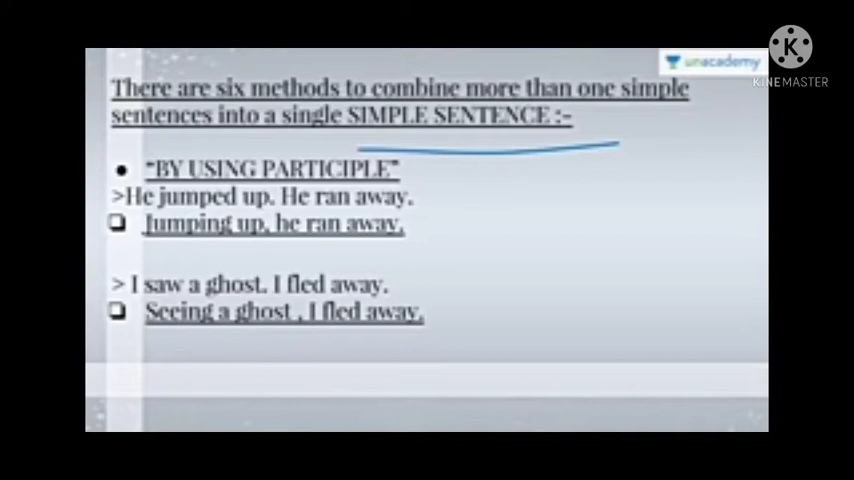 unacademy
K
KINEMASTER
There are six methods to combine more than one simple
sentences into a single SIMPLE SENTENCE :-
● “BY USING PARTICIPLE”
>He jumped up. He ran away.
❑ Jumping up, he ran away.
> I saw a ghost. I fled away.
❑ Seeing a ghost , I fled away.